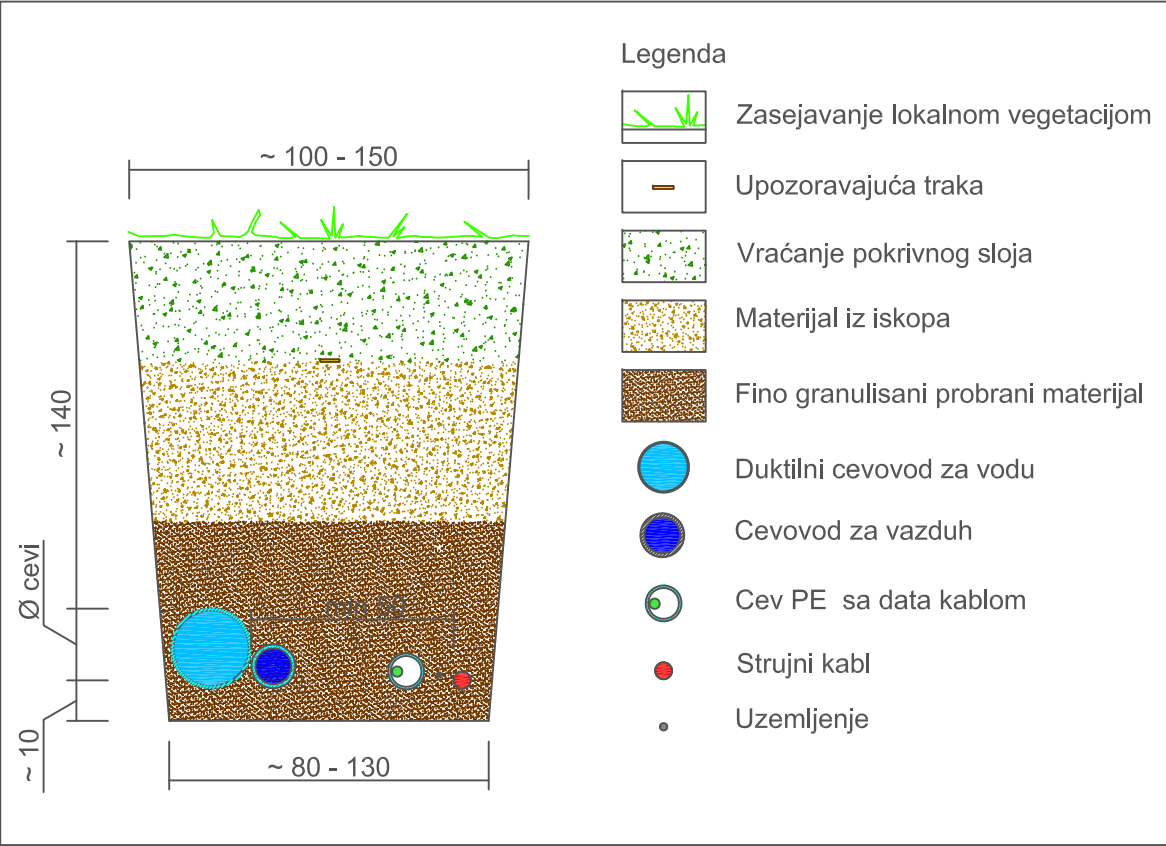 Legenda
Zasejavanje lokalnom vegetacijom
~ 100 - 150
Upozoravajuća traka
Vraćanje pokrivnog sloja
Materijal iz iskopa
Fino granulisani probrani materijal
~ 140
Duktilni cevovod za vodu
Cevovod za vazduh
Ø cevi
Cev PE sa data kablom
Strujni kabl
Uzemljenje
~ 10
~ 80 - 130